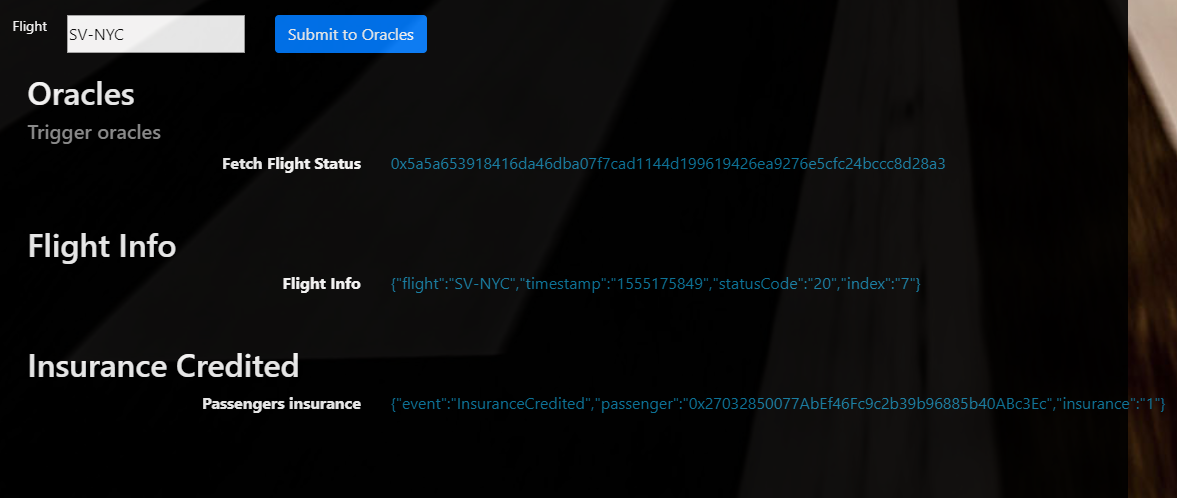 Flight SV-NYC Submit to Oracles
Oracles
Trigger oracles
Fetch Flight Status 0x5a5a653918416da46dba07f7cad1144d199619426ea9276e5cfc24bccc8d28a3
Flight Info
Flight Info {"flight":"SV-NYC","timestamp":"1555175849","statusCode":"20","index":"7"}
Insurance Credited
Passengers insurance {"event":"InsuranceCredited","passenger":"0x27032850077AbEf46Fc9c2b39b96885b40ABc3Ec","insurance":"1"}